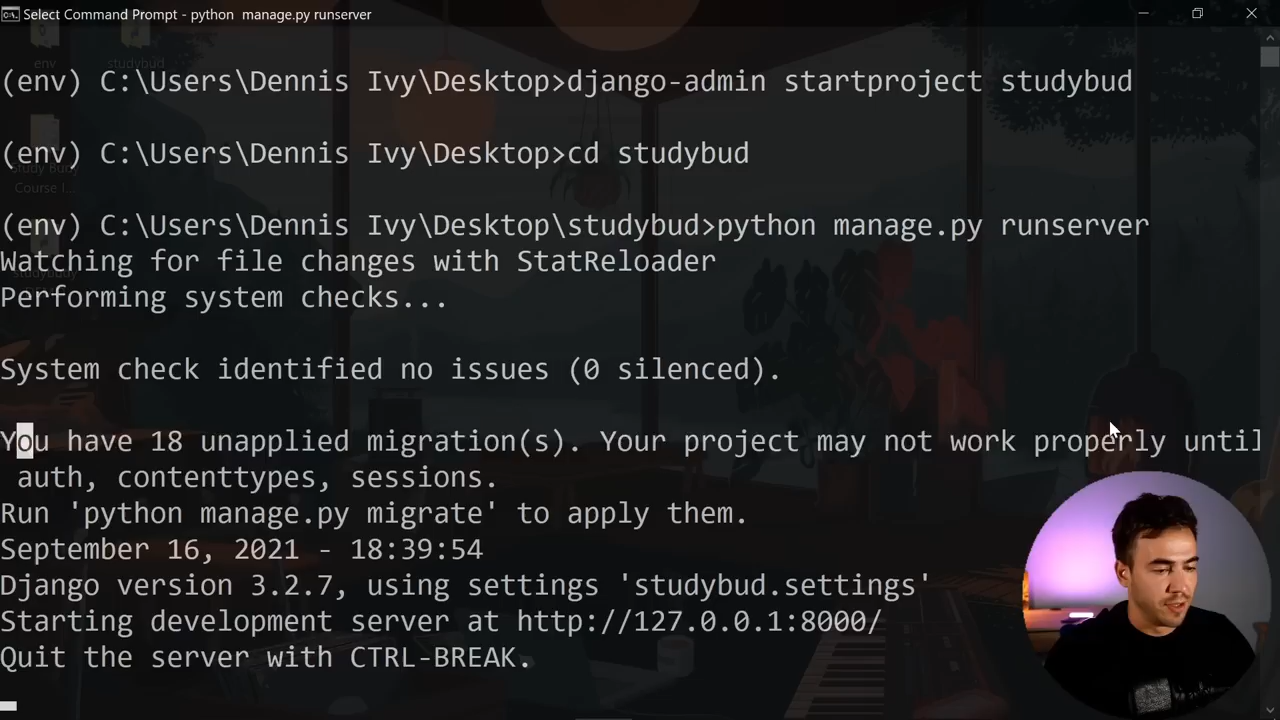 Select Command Prompt - python manage.py runserver
env
studybud
(env) C:\Users\Dennis Ivy\Desktop>django-admin startproject studybud
(env) C:\Users\Dennis Ivy\Desktop>cd studybud
Study Budy
Course I...
(env) C:\Users\Dennis Ivy\Desktop\studybud>python manage.py runserver
Watching for file changes with StatReloader
Performing system checks...
System check identified no issues (0 silenced).
You have 18 unapplied migration(s). Your project may not work properly until
auth, contenttypes, sessions.
Run 'python manage.py migrate' to apply them.
September 16, 2021 - 18:39:54
Django version 3.2.7, using settings 'studybud.settings'
Starting development server at http://127.0.0.1:8000/
Quit the server with CTRL-BREAK.